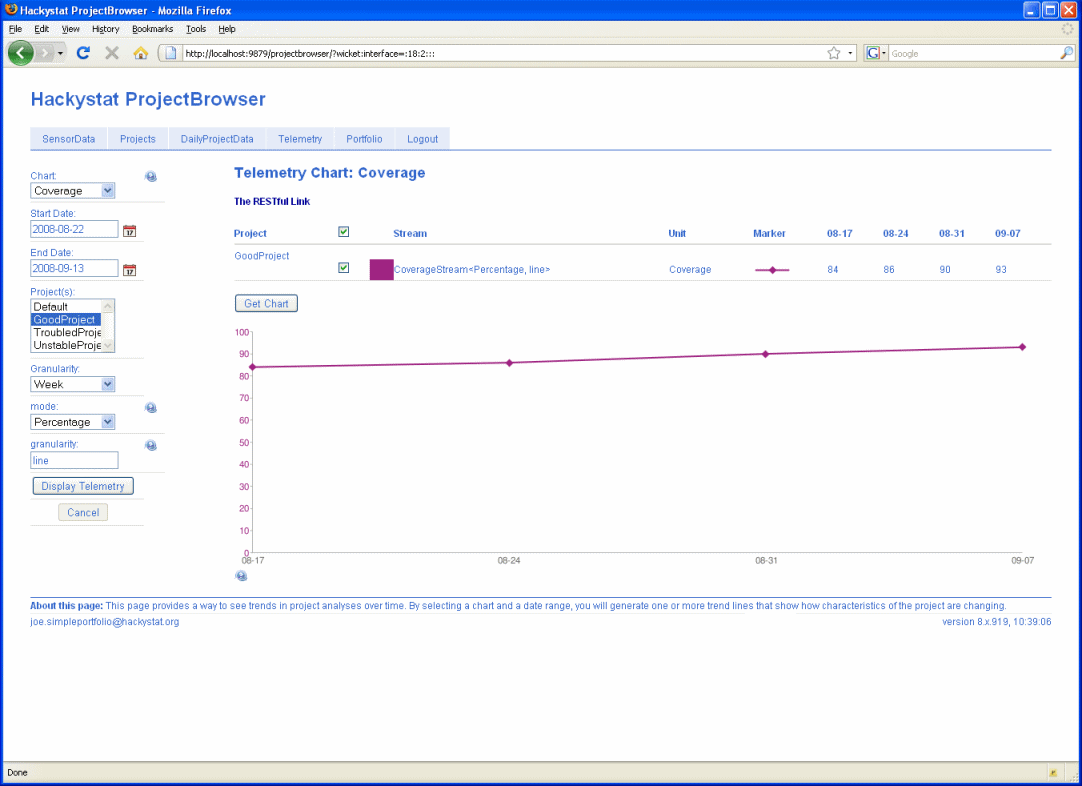 Hackystat ProjectBrowser - Mozilla Firefox
File Edit View History Bookmarks Tools Help
http://localhost:9879/projectbrowser/?wicket:interface=:18:2:::
G Google
Hackystat ProjectBrowser
SensorData Projects DailyProjectData Telemetry Portfolio Logout
Chart:
Coverage
Start Date:
2008-08-22
17
End Date:
2008-09-13
17
Project(s):
Default
GoodProject
TroubledProje
UnstableProje
Granularity:
Week
mode:
Percentage
granularity:
line
Display Telemetry
Cancel
Telemetry Chart: Coverage
The RESTful Link
Project Stream Unit Marker 08-17 08-24 08-31 09-07
GoodProject
CoverageStream<Percentage, line> Coverage 84 86 90 93
Get Chart
100
90
80
70
60
50
40
30
20
10
0
08-17 08-24 08-31 09-07
About this page: This page provides a way to see trends in project analyses over time. By selecting a chart and a date range, you will generate one or more trend lines that show how characteristics of the project are changing.
joe.simpleportfolio@hackystat.org version 8.x.919, 10:39:06
Done